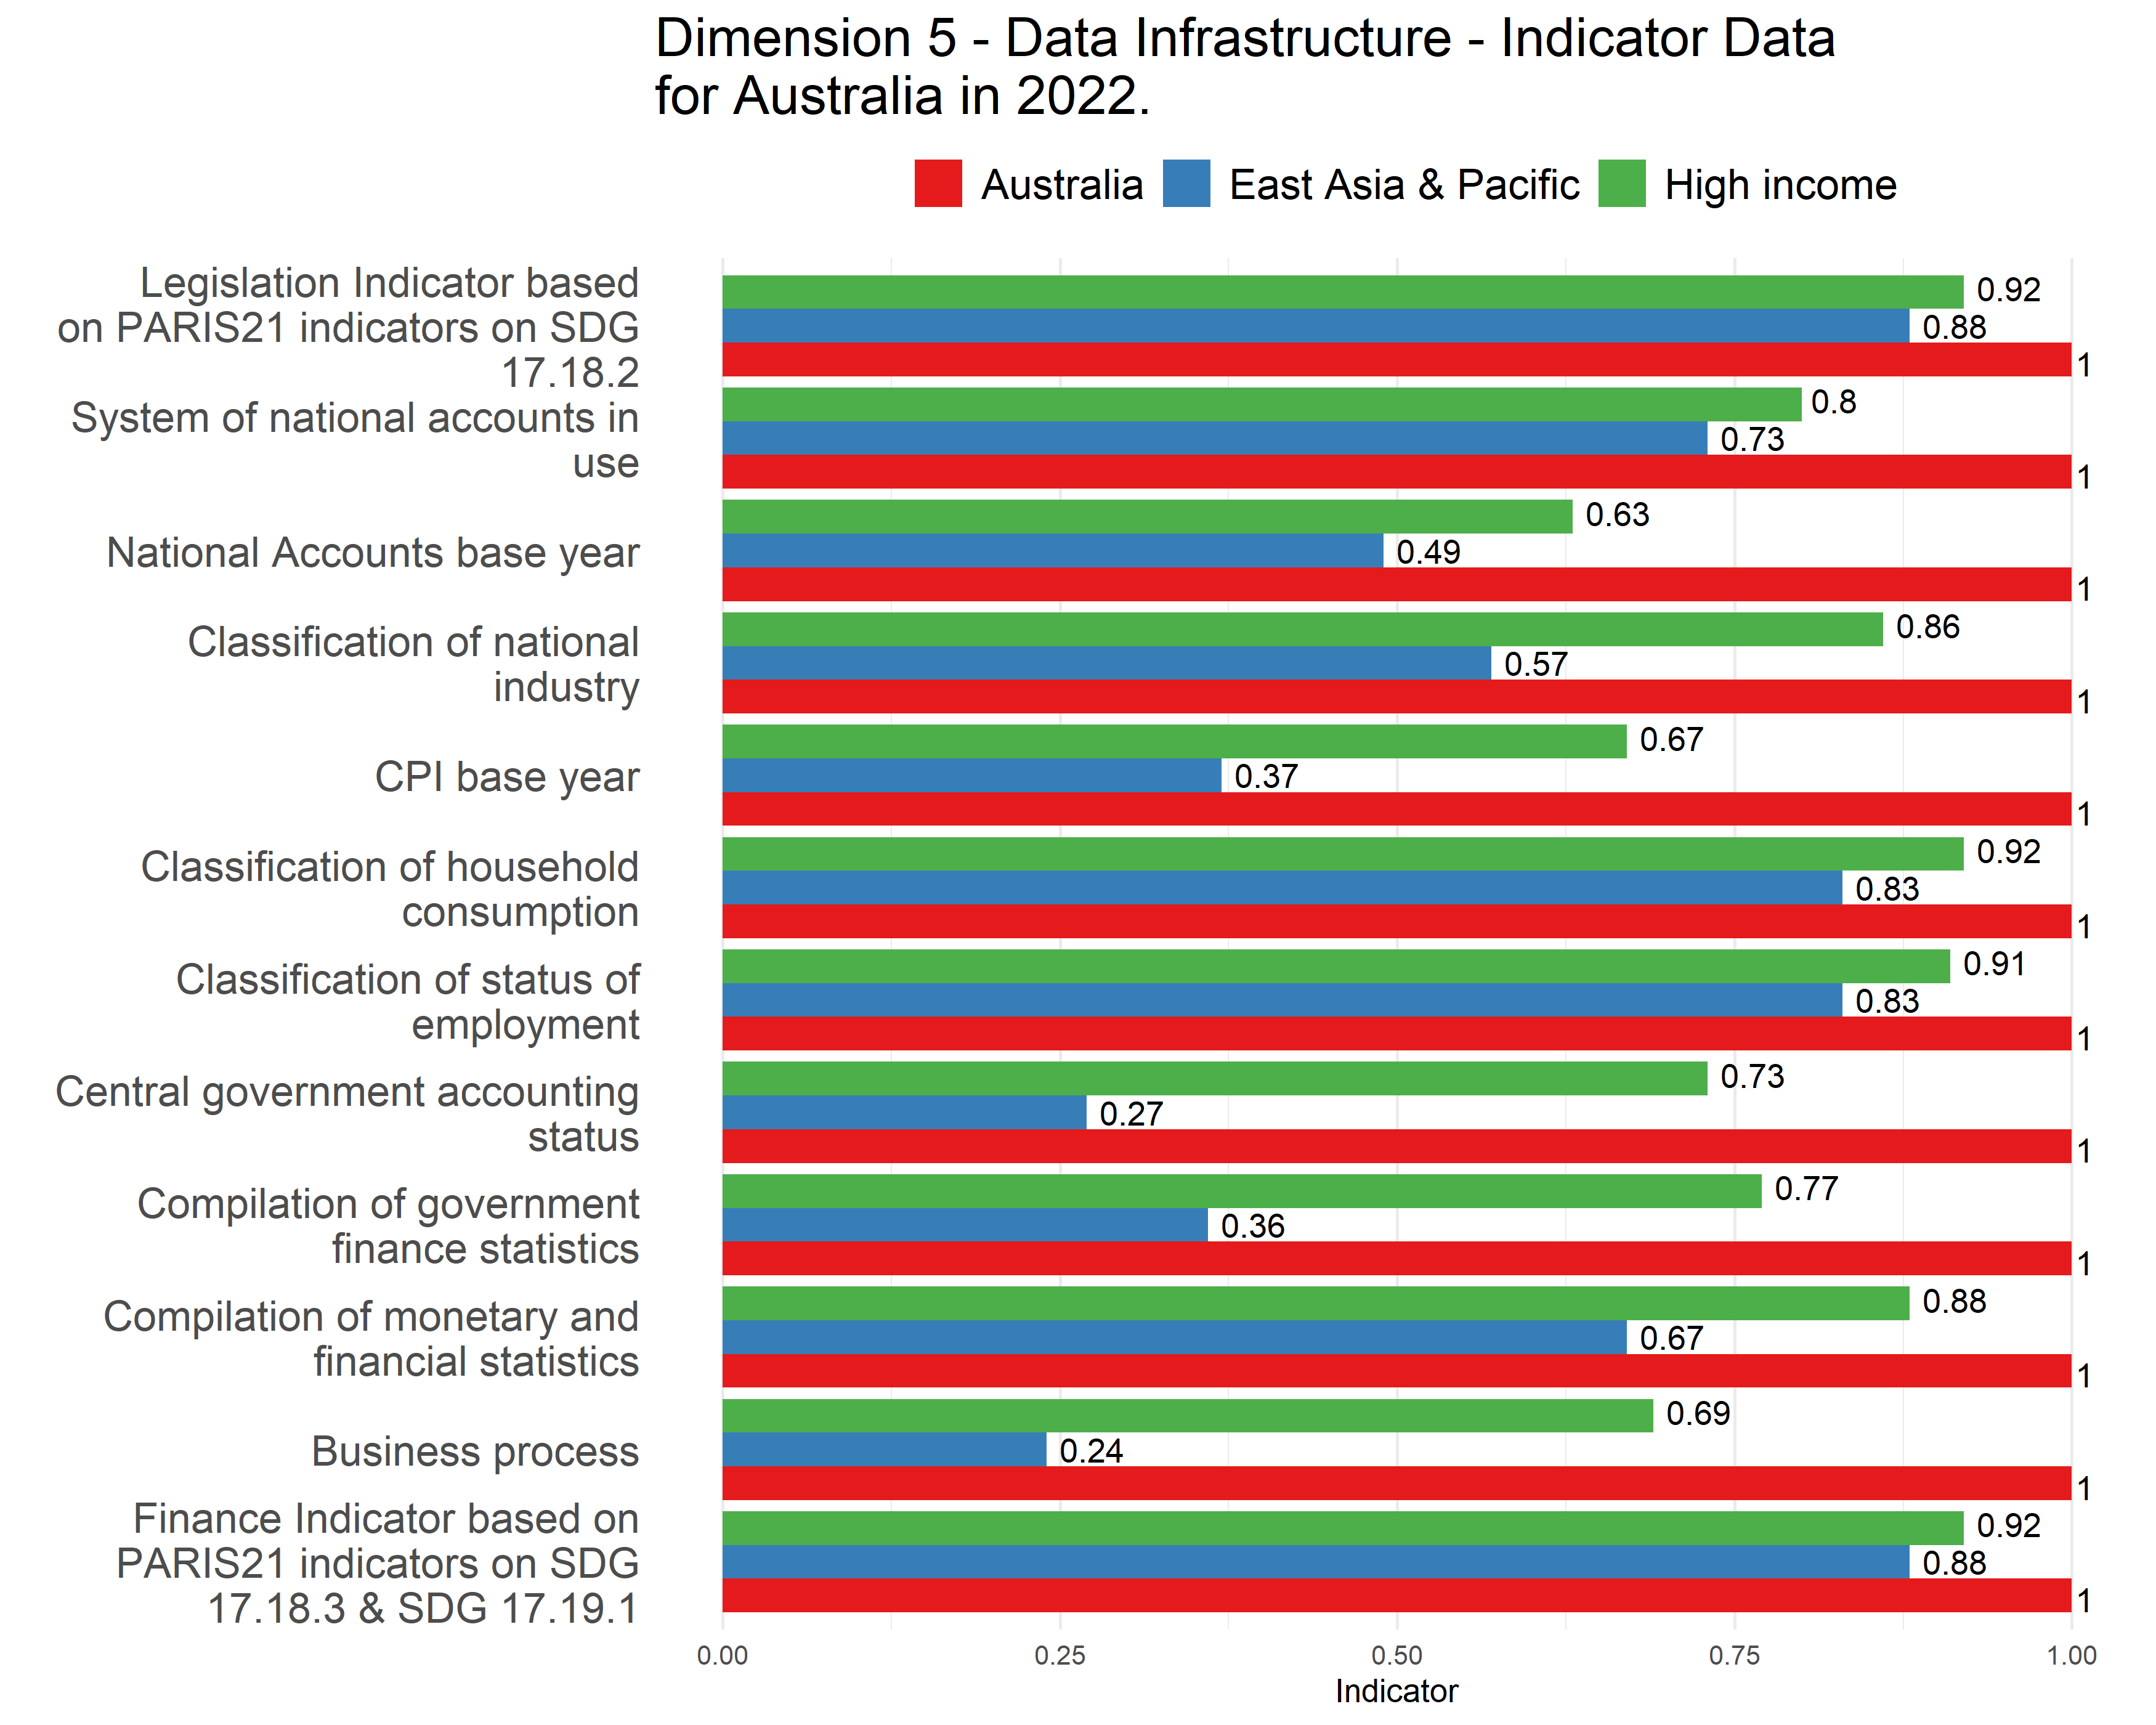 Dimension 5 - Data Infrastructure - Indicator Data
for Australia in 2022.
Australia East Asia & Pacific High income
Legislation Indicator based
on PARIS21 indicators on SDG
17.18.2
0.92
0.88
1
System of national accounts in
use
0.8
0.73
1
National Accounts base year
0.63
0.49
1
Classification of national
industry
0.86
0.57
1
CPI base year
0.67
0.37
1
Classification of household
consumption
0.92
0.83
1
Classification of status of
employment
0.91
0.83
1
Central government accounting
status
0.73
0.27
1
Compilation of government
finance statistics
0.77
0.36
1
Compilation of monetary and
financial statistics
0.88
0.67
1
Business process
0.69
0.24
1
Finance Indicator based on
PARIS21 indicators on SDG
17.18.3 & SDG 17.19.1
0.92
0.88
1
0.00 0.25 0.50 0.75 1.00
Indicator